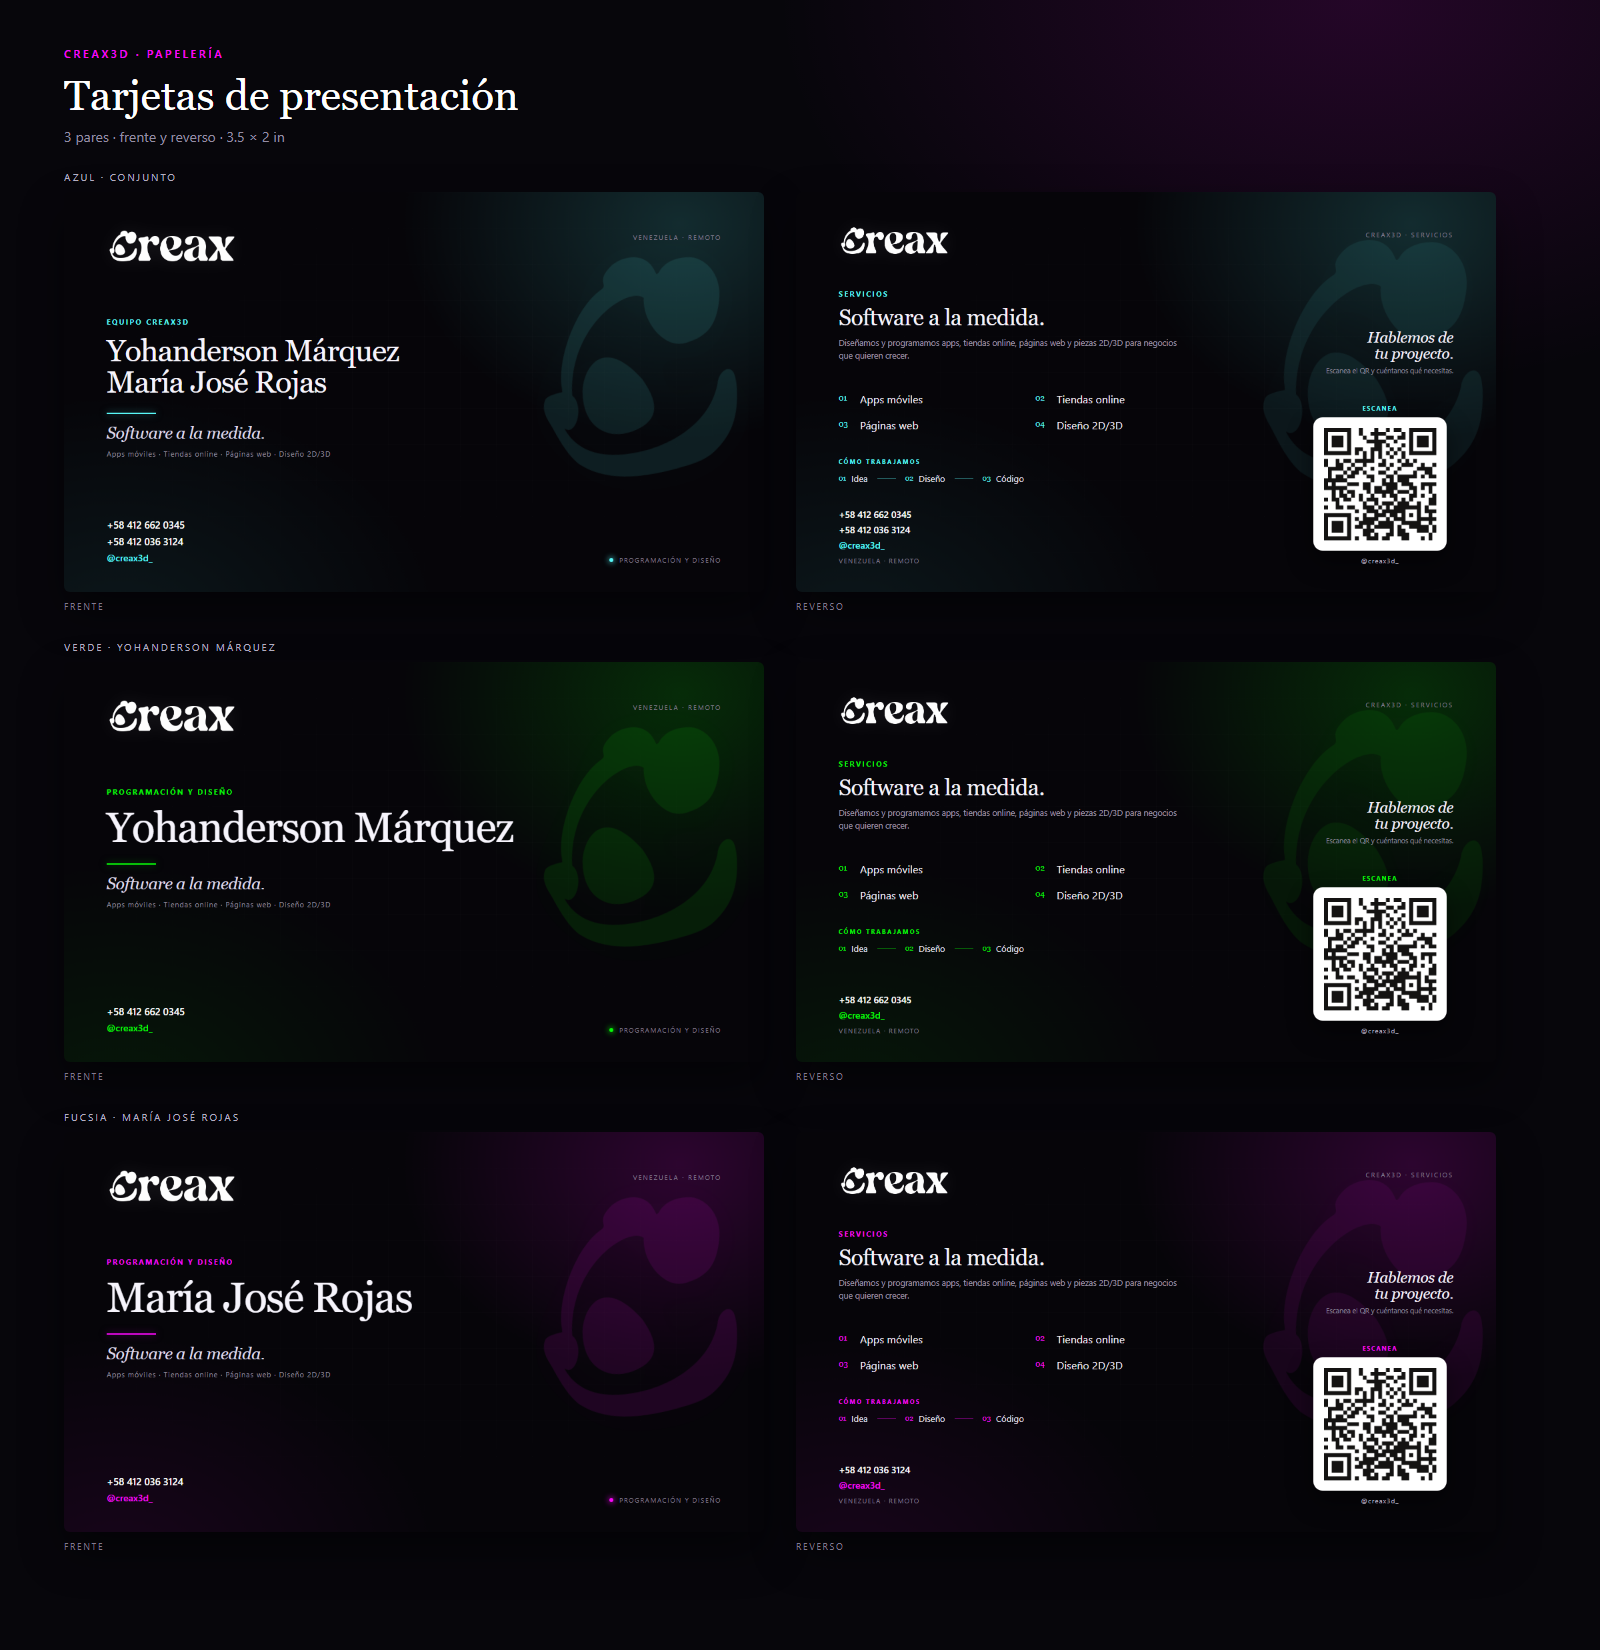 CREAX3D · PAPELERÍA
Tarjetas de presentación
3 pares · frente y reverso · 3.5 × 2 in
AZUL · CONJUNTO
Creax
VENEZUELA · REMOTO
EQUIPO CREAX3D
Yohanderson Márquez
María José Rojas
Software a la medida.
Apps móviles · Tiendas online · Páginas web · Diseño 2D/3D
+58 412 662 0345
+58 412 036 3124
@creax3d_
PROGRAMACIÓN Y DISEÑO
FRENTE
Creax
CREAX3D · SERVICIOS
SERVICIOS
Software a la medida.
Diseñamos y programamos apps, tiendas online, páginas web y piezas 2D/3D para negocios
que quieren crecer.
01 Apps móviles
02 Tiendas online
03 Páginas web
04 Diseño 2D/3D
CÓMO TRABAJAMOS
01 Idea — 02 Diseño — 03 Código
+58 412 662 0345
+58 412 036 3124
@creax3d_
VENEZUELA · REMOTO
Hablemos de
tu proyecto.
Escanea el QR y cuéntanos qué necesitas.
ESCANEA
@creax3d_
REVERSO
VERDE · YOHANDERSON MÁRQUEZ
Creax
VENEZUELA · REMOTO
PROGRAMACIÓN Y DISEÑO
Yohanderson Márquez
Software a la medida.
Apps móviles · Tiendas online · Páginas web · Diseño 2D/3D
+58 412 662 0345
@creax3d_
PROGRAMACIÓN Y DISEÑO
FRENTE
Creax
CREAX3D · SERVICIOS
SERVICIOS
Software a la medida.
Diseñamos y programamos apps, tiendas online, páginas web y piezas 2D/3D para negocios
que quieren crecer.
01 Apps móviles
02 Tiendas online
03 Páginas web
04 Diseño 2D/3D
CÓMO TRABAJAMOS
01 Idea — 02 Diseño — 03 Código
+58 412 662 0345
@creax3d_
VENEZUELA · REMOTO
Hablemos de
tu proyecto.
Escanea el QR y cuéntanos qué necesitas.
ESCANEA
@creax3d_
REVERSO
FUCSIA · MARÍA JOSÉ ROJAS
Creax
VENEZUELA · REMOTO
PROGRAMACIÓN Y DISEÑO
María José Rojas
Software a la medida.
Apps móviles · Tiendas online · Páginas web · Diseño 2D/3D
+58 412 036 3124
@creax3d_
PROGRAMACIÓN Y DISEÑO
FRENTE
Creax
CREAX3D · SERVICIOS
SERVICIOS
Software a la medida.
Diseñamos y programamos apps, tiendas online, páginas web y piezas 2D/3D para negocios
que quieren crecer.
01 Apps móviles
02 Tiendas online
03 Páginas web
04 Diseño 2D/3D
CÓMO TRABAJAMOS
01 Idea — 02 Diseño — 03 Código
+58 412 036 3124
@creax3d_
VENEZUELA · REMOTO
Hablemos de
tu proyecto.
Escanea el QR y cuéntanos qué necesitas.
ESCANEA
@creax3d_
REVERSO